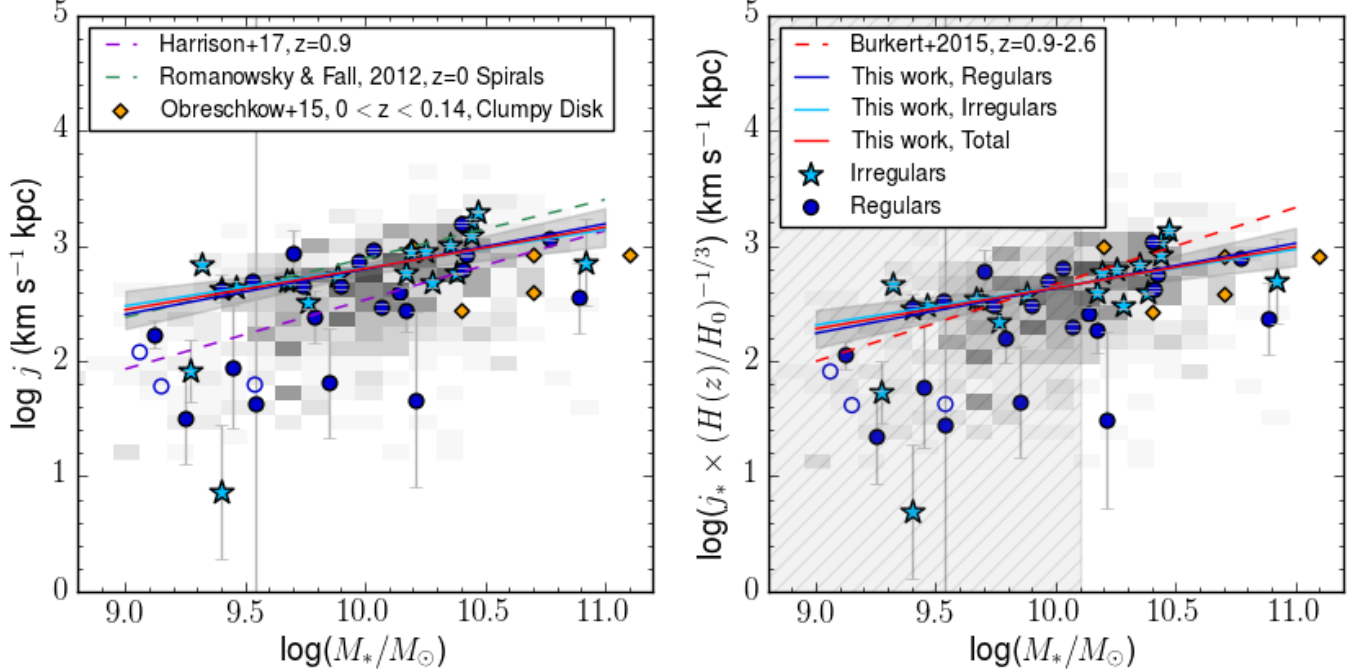 Harrison+17, z=0.9
Romanowsky & Fall, 2012, z=0 Spirals
Obreschkow+15, 0 < z < 0.14, Clumpy Disk
log j (km s⁻¹ kpc)
5
4
3
2
1
0
9.0 9.5 10.0 10.5 11.0
log(M*/M⊙)
Burkert+2015, z=0.9-2.6
This work, Regulars
This work, Irregulars
This work, Total
Irregulars
Regulars
log(j* × (H(z)/H₀)⁻¹ᐟ³) (km s⁻¹ kpc)
5
4
3
2
1
0
9.0 9.5 10.0 10.5 11.0
log(M*/M⊙)